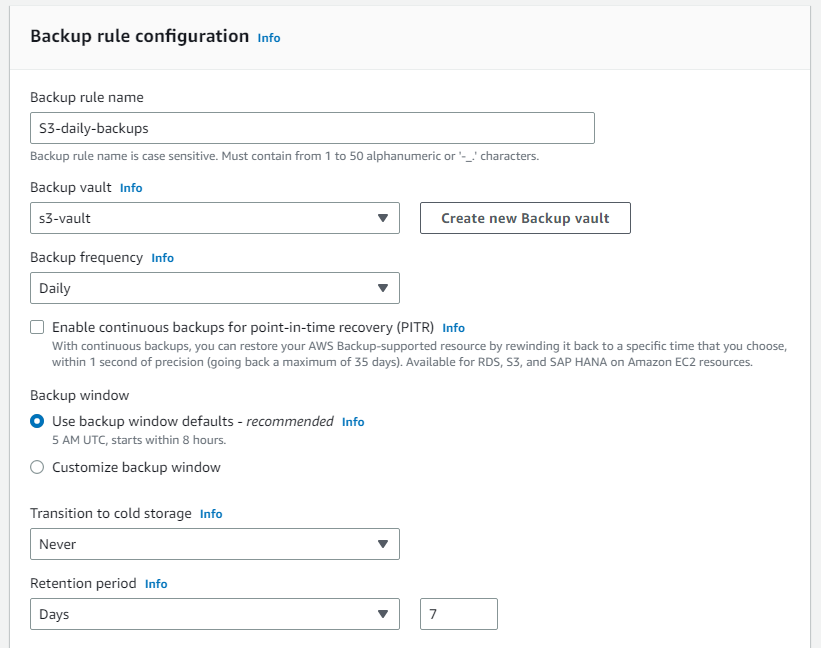 Backup rule configuration Info
Backup rule name
S3-daily-backups
Backup rule name is case sensitive. Must contain from 1 to 50 alphanumeric or '-_.' characters.
Backup vault Info
s3-vault
Create new Backup vault
Backup frequency Info
Daily
Enable continuous backups for point-in-time recovery (PITR) Info
With continuous backups, you can restore your AWS Backup-supported resource by rewinding it back to a specific time that you choose,
within 1 second of precision (going back a maximum of 35 days). Available for RDS, S3, and SAP HANA on Amazon EC2 resources.
Backup window
Use backup window defaults - recommended Info
5 AM UTC, starts within 8 hours.
Customize backup window
Transition to cold storage Info
Never
Retention period Info
Days
7